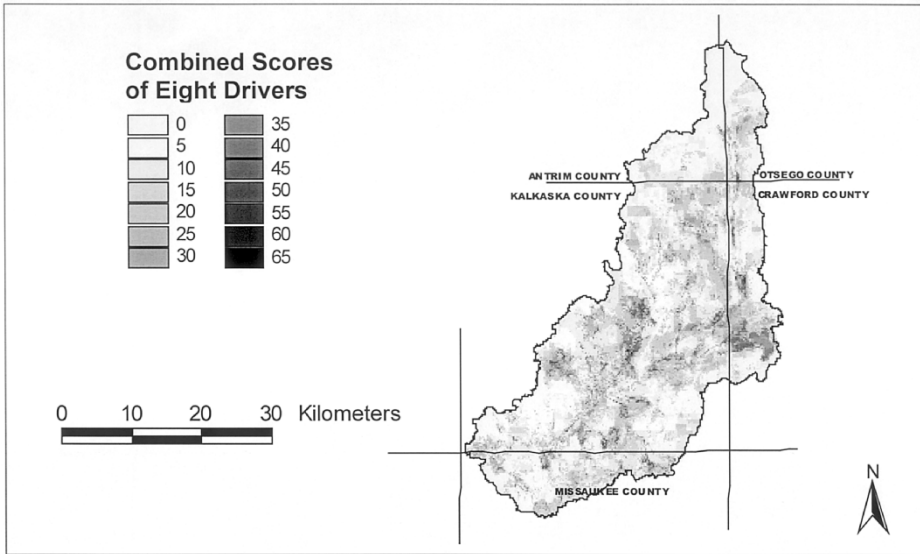 Combined Scores
of Eight Drivers
0 35
5 40
10 45
15 50
20 55
25 60
30 65
ANTRIM COUNTY OTSEGO COUNTY
KALKASKA COUNTY CRAWFORD COUNTY
0 10 20 30 Kilometers
MISSAUKEE COUNTY
N